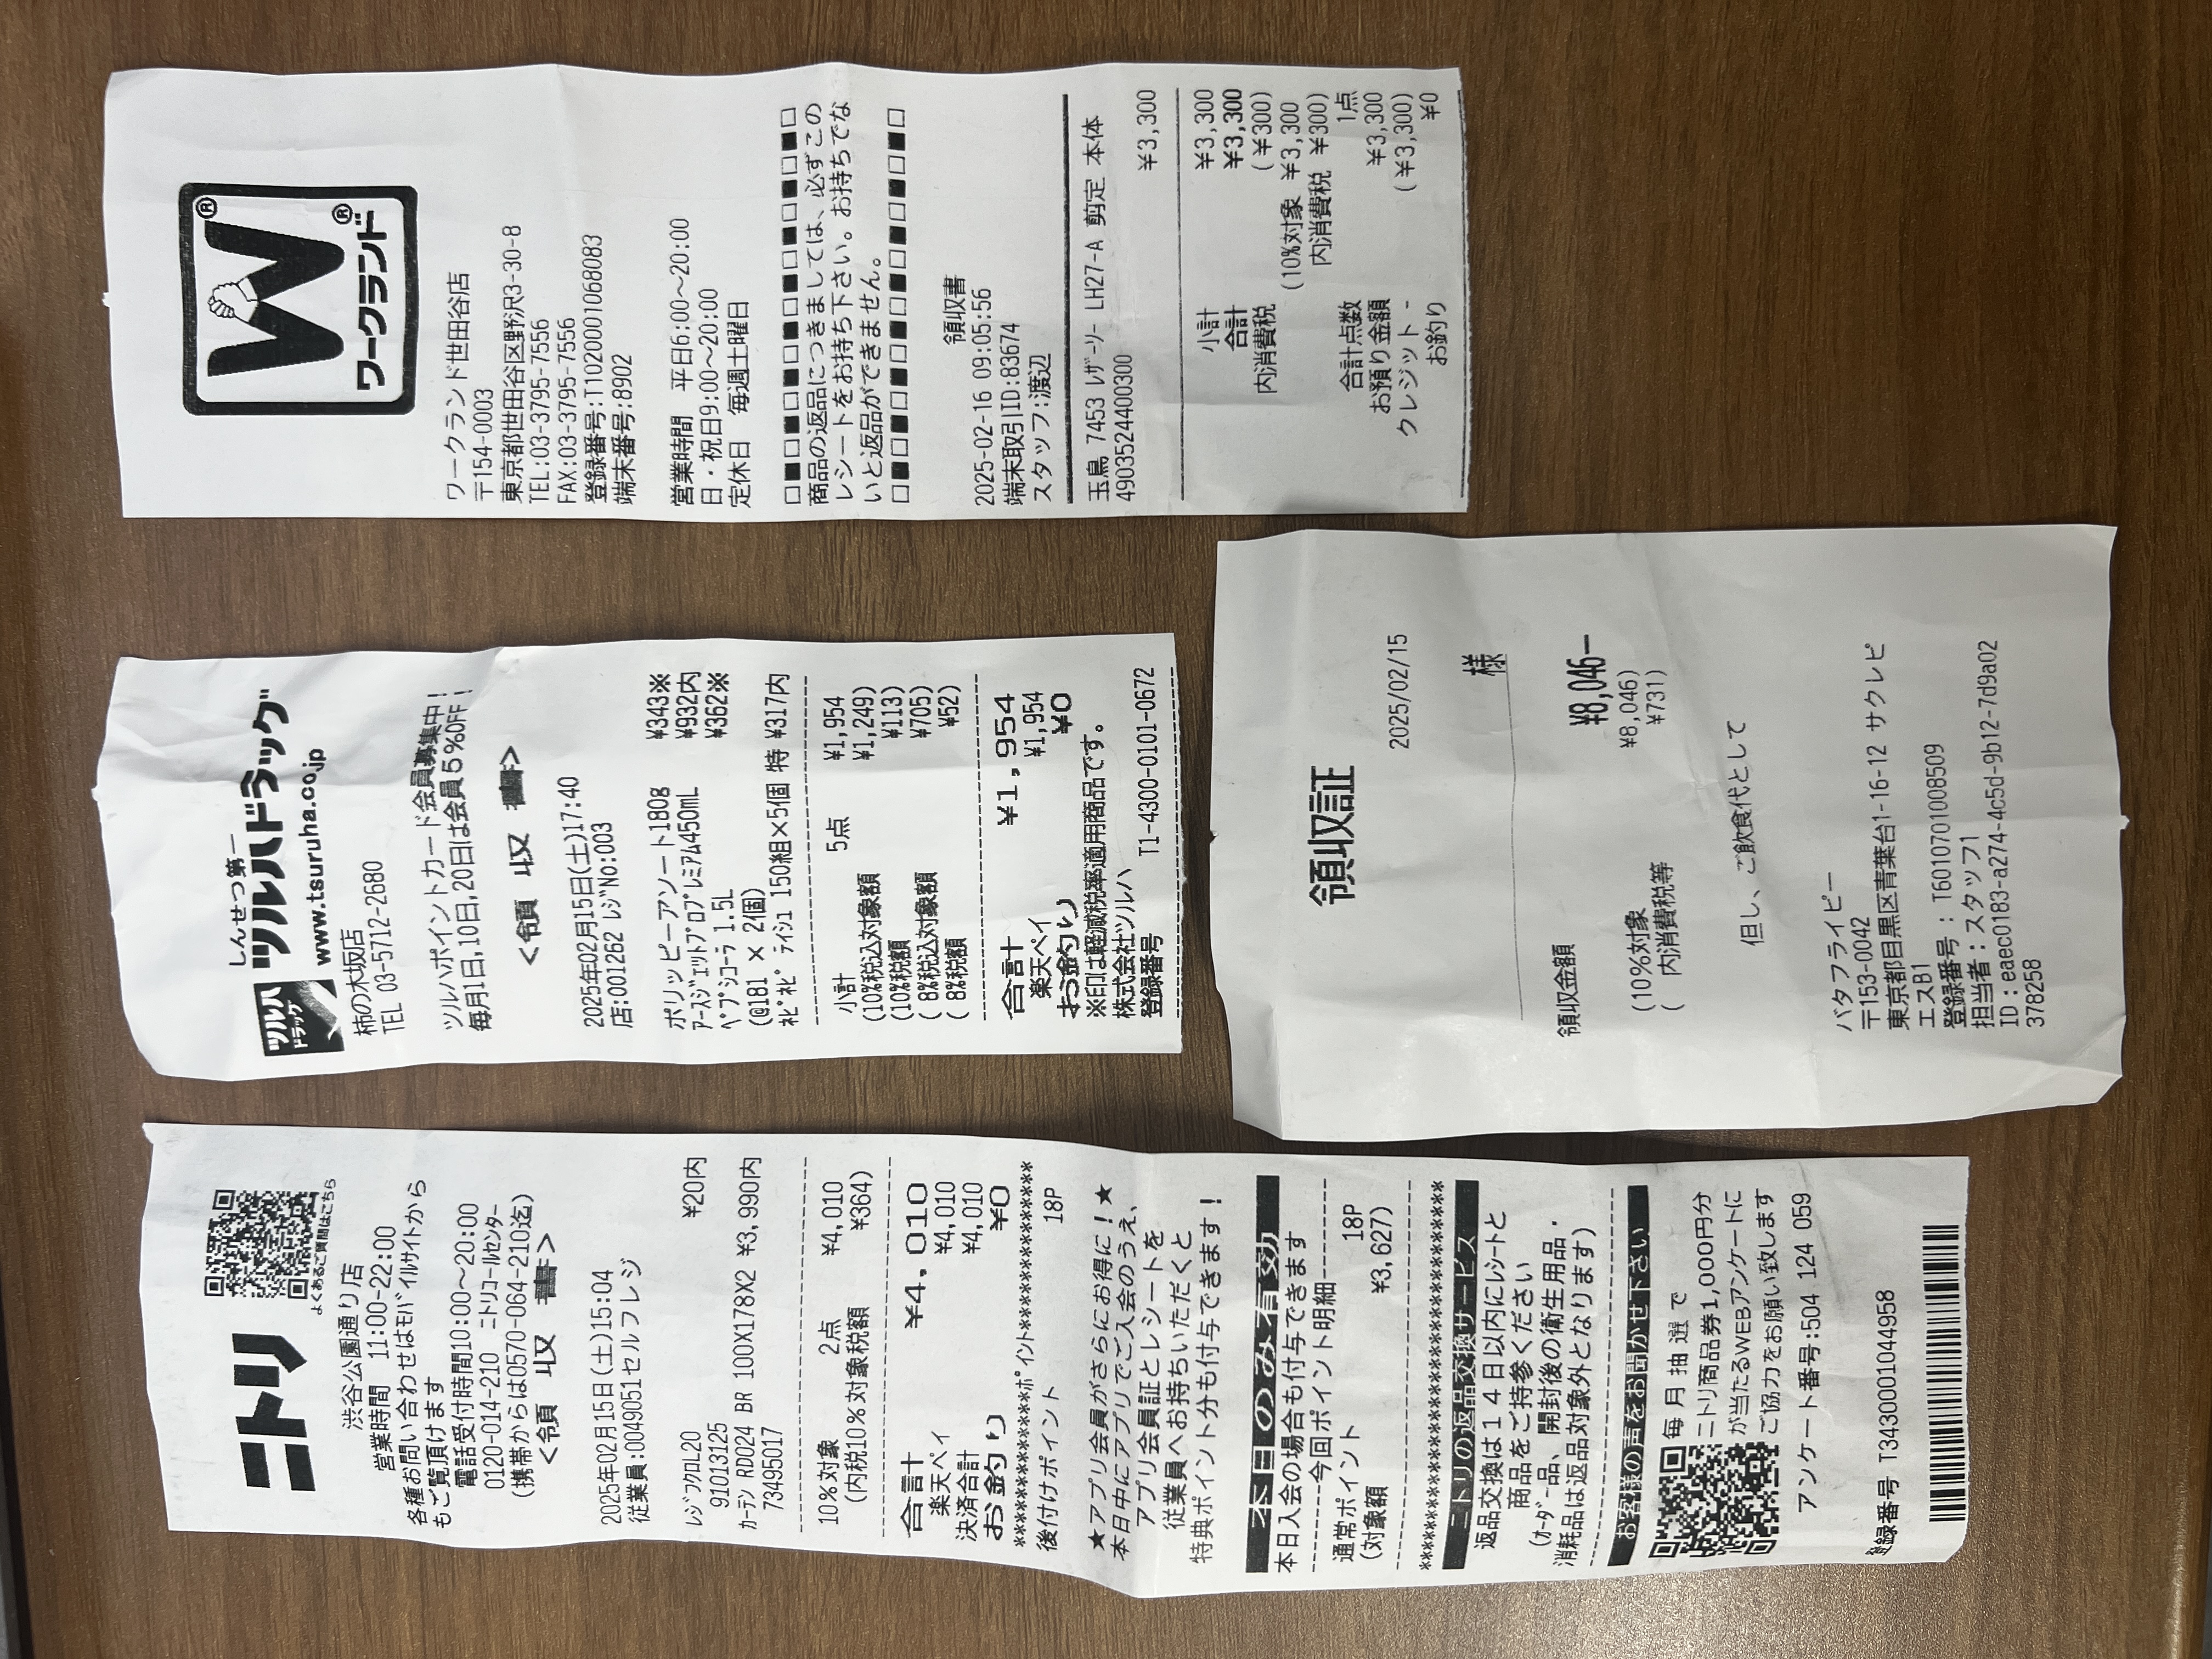 ニトリ
よくあるご質問はこちら
渋谷公園通り店
営業時間 11:00-22:00
各種お問い合わせはﾓﾊﾞｲﾙｻｲﾄから
もご覧頂けます
電話受付時間10:00～20:00
0120-014-210 ﾆﾄﾘｺｰﾙｾﾝﾀｰ
(携帯からは0570-064-210迄)
<領 収 書>
2025年02月15日(土)15:04
従業員:0049051セルフレジ
ﾚｼﾞﾌｸﾛL20 ¥20内
91013125
ｶｰﾃﾝ RD024 BR 100X178X2 ¥3,990内
73495017
10%対象 2点 ¥4,010
(内税10%対象税額 ¥364)
合計 ¥4,010
楽天ペイ ¥4,010
決済合計 ¥4,010
お釣り ¥0
*************ﾎﾟｲﾝﾄ**************
後付けポイント 18P
★アプリ会員がさらにお得に！★
本日中にアプリでご入会のうえ、
アプリ会員証とレシートを
従業員へお持ちいただくと
特典ポイント分も付与できます！
本日のみ有効
本日入会の場合も付与できます
--------今回ポイント明細--------
通常ポイント 18P
(対象額 ¥3,627)
********************************
ニトリの返品交換サービス
返品交換は１４日以内にﾚｼｰﾄと
商品をご持参ください
(ｵｰﾀﾞｰ品、開封後の衛生用品・
消耗品は返品対象外となります)
お客様の声をお聞かせ下さい
毎月抽選で
ニトリ商品券1,000円分
が当たるWEBアンケートに
ご協力をお願い致します
アンケート番号:504 124 059
登録番号 T3430001044958
しんせつ第一
ツルハ
ドラッグ
ツルハドラッグ
www.tsuruha.co.jp
柿の木坂店
TEL 03-5712-2680
ツルハポイントカード会員募集中！
毎月1日,10日,20日は会員５%OFF！
<領 収 書>
2025年02月15日(土)17:40
店:001262 ﾚｼﾞNo:003
ポリッピーアソート180g ¥343※
ｱｰｽｼﾞｪｯﾄﾌﾟﾛﾌﾟﾚﾐｱﾑ450mL ¥932内
ﾍﾟﾌﾟｼｺｰﾗ 1.5L ¥362※
(@181 × 2個)
ﾈﾋﾟﾈﾋﾟ ﾃｲｼｭ 150組×5個 特 ¥317内
小計 5点 ¥1,954
(10%税込対象額 ¥1,249)
(10%税額 ¥113)
( 8%税込対象額 ¥705)
( 8%税額 ¥52)
合計 ¥1,954
楽天ペイ ¥1,954
お釣り ¥0
※印は軽減税率適用商品です。
株式会社ツルハ
登録番号 T1-4300-0101-0672
領収証
2025/02/15
様
領収金額
¥8,046－
(10%対象 ¥8,046)
( 内消費税等 ¥731)
但し、ご飲食代として
バタフライピー
〒153-0042
東京都目黒区青葉台1-16-12 サクレピ
エスB1
登録番号 : T6010701008509
担当者：スタッフ1
ID：eaec0183-a274-4c5d-9b12-7d9a02
378258
W
®
®
ワークランド
ワークランド世田谷店
〒154-0003
東京都世田谷区野沢3-30-8
TEL:03-3795-7556
FAX:03-3795-7556
登録番号:T1020001068083
端末番号:8902
営業時間 平日6:00～20:00
日・祝日9:00～20:00
定休日 毎週土曜日
□■□■□■□■□■□■□■□■□
商品の返品につきましては、必ずこの
レシートをお持ち下さい。お持ちでな
いと返品ができません。
□■□■□■□■□■□■□■□■□
領収書
2025-02-16 09:05:56
端末取引ID:83674
スタッフ:渡辺
玉鳥 7453 ﾚｻﾞｰｿｰ LH27-A 剪定 本体
4903524400300
¥3,300
小計 ¥3,300
合計 ¥3,300
内消費税 (¥300)
(10%対象 ¥3,300
内消費税 ¥300)
合計点数 1点
お預り金額 ¥3,300
クレジット - (¥3,300)
お釣り ¥0